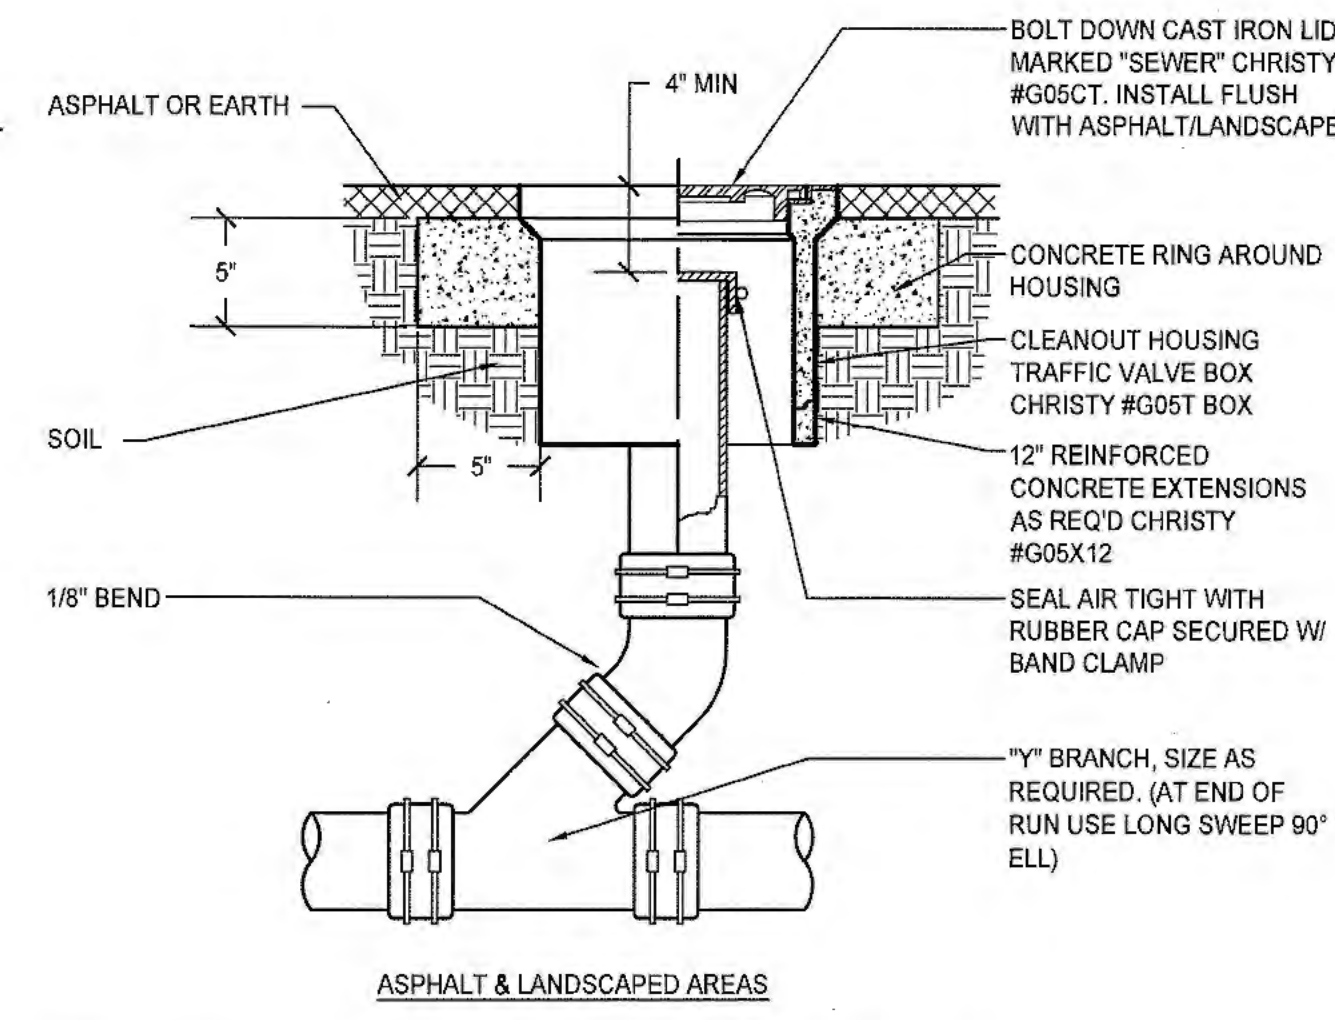 BOLT DOWN CAST IRON LID
MARKED "SEWER" CHRISTY
#G05CT. INSTALL FLUSH
WITH ASPHALT/LANDSCAPE
4" MIN
ASPHALT OR EARTH
5"
CONCRETE RING AROUND
HOUSING
CLEANOUT HOUSING
TRAFFIC VALVE BOX
CHRISTY #G05T BOX
SOIL
5"
12" REINFORCED
CONCRETE EXTENSIONS
AS REQ'D CHRISTY
#G05X12
1/8" BEND
SEAL AIR TIGHT WITH
RUBBER CAP SECURED W/
BAND CLAMP
"Y" BRANCH, SIZE AS
REQUIRED. (AT END OF
RUN USE LONG SWEEP 90°
ELL)
ASPHALT & LANDSCAPED AREAS